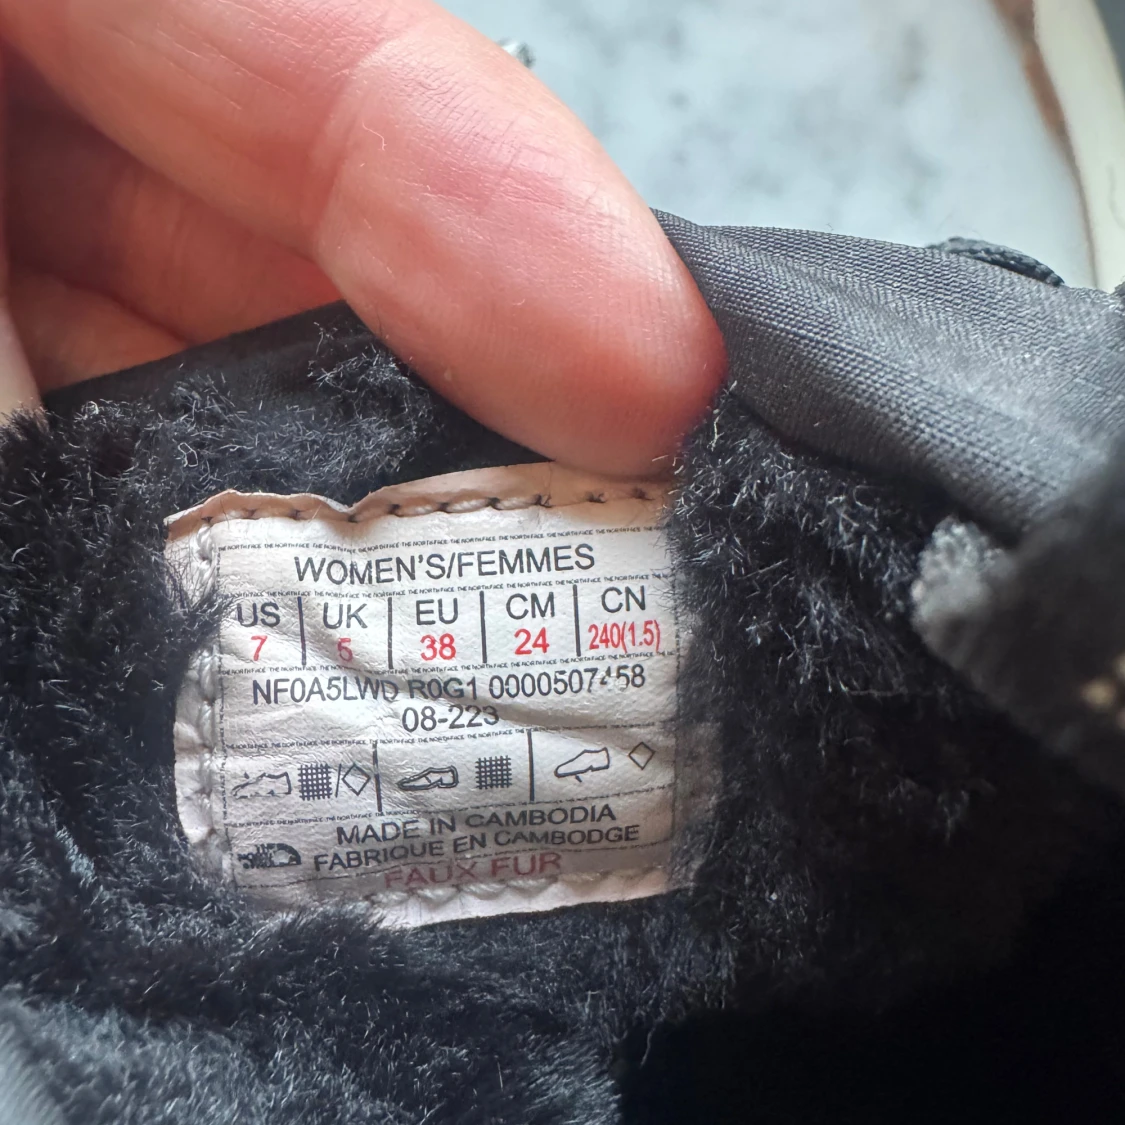 WOMEN'S/FEMMES
US UK EU CM CN
7 5 38 24 240(1.5)
NF0A5LWD R0G1 0000507458
08-223
MADE IN CAMBODIA
FABRIQUE EN CAMBODGE
FAUX FUR